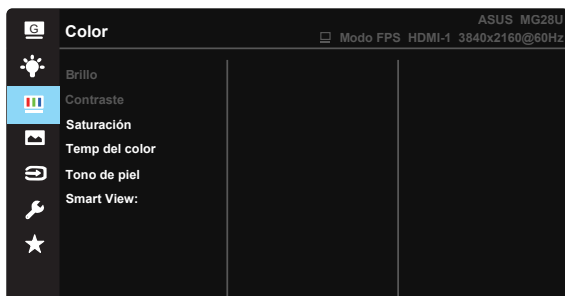 G
Color
ASUS MG28U
Modo FPS HDMI-1 3840x2160@60Hz
Brillo
Contraste
Saturación
Temp del color
Tono de piel
Smart View: